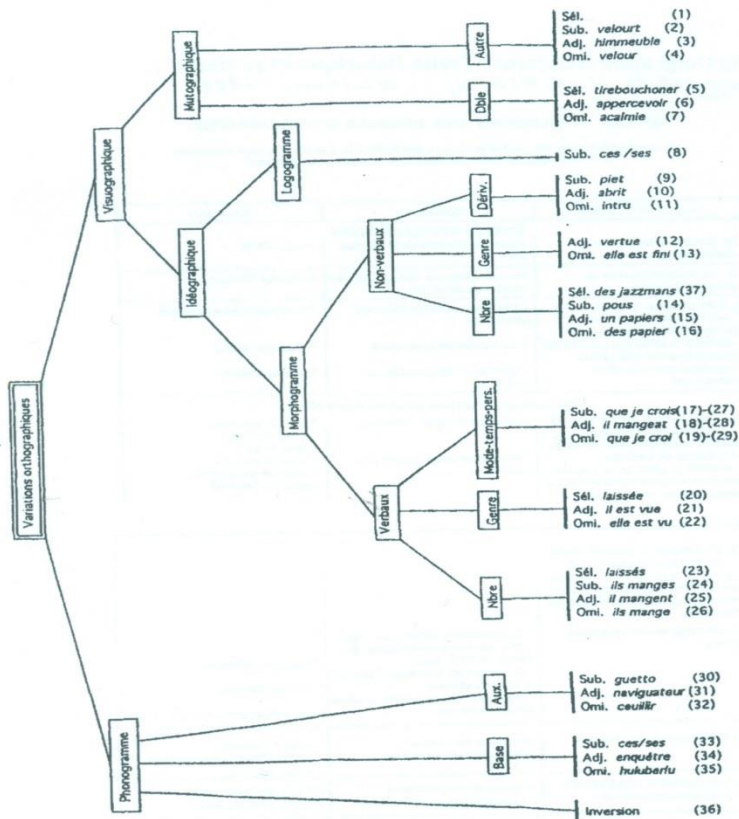 Variations orthographiques
Phonogramme
Visuographique
Idéographique
Mutographique
Morphogramme
Logogramme
Verbaux
Non-verbaux
Base
Aux.
Nbre
Genre
Mode-temps-pers.
Nbre
Genre
Dériv.
Dble
Autre
Sél. (1)
Sub. velourt (2)
Adj. himmeuble (3)
Omi. velour (4)
Sél. tirebouchoner (5)
Adj. appercevoir (6)
Omi. acalmie (7)
Sub. ces /ses (8)
Sub. piet (9)
Adj. abrit (10)
Omi. intru (11)
Adj. vertue (12)
Omi. elle est fini (13)
Sél. des jazzmans (37)
Sub. pous (14)
Adj. un papiers (15)
Omi. des papier (16)
Sub. que je crois(17)-(27)
Adj. il mangeat (18)-(28)
Omi. que je croi (19)-(29)
Sél. laissée (20)
Adj. il est vue (21)
Omi. elle est vu (22)
Sél. laissés (23)
Sub. ils manges (24)
Adj. il mangent (25)
Omi. ils mange (26)
Sub. guetto (30)
Adj. naviguateur (31)
Omi. ceuillir (32)
Sub. ces/ses (33)
Adj. enquêtre (34)
Omi. huluberlu (35)
Inversion (36)